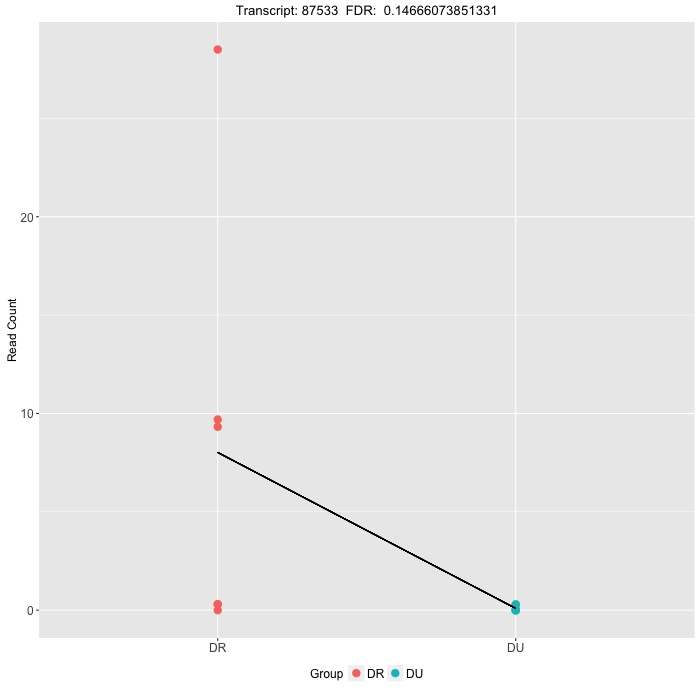 Transcript: 87533  FDR:  0.14666073851331
Read Count
20
10
0
DR DU
Group DR DU